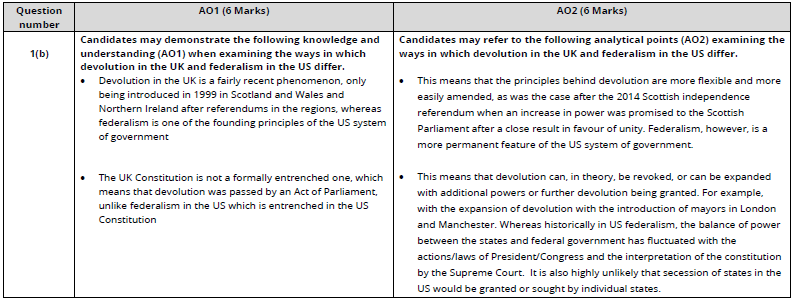 Question number
AO1 (6 Marks)
AO2 (6 Marks)
1(b)
Candidates may demonstrate the following knowledge and
understanding (AO1) when examining the ways in which
devolution in the UK and federalism in the US differ.
• Devolution in the UK is a fairly recent phenomenon, only
being introduced in 1999 in Scotland and Wales and
Northern Ireland after referendums in the regions, whereas
federalism is one of the founding principles of the US system
of government
• The UK Constitution is not a formally entrenched one, which
means that devolution was passed by an Act of Parliament,
unlike federalism in the US which is entrenched in the US
Constitution
Candidates may refer to the following analytical points (AO2) examining the
ways in which devolution in the UK and federalism in the US differ.
• This means that the principles behind devolution are more flexible and more
easily amended, as was the case after the 2014 Scottish independence
referendum when an increase in power was promised to the Scottish
Parliament after a close result in favour of unity. Federalism, however, is a
more permanent feature of the US system of government.
• This means that devolution can, in theory, be revoked, or can be expanded
with additional powers or further devolution being granted. For example,
with the expansion of devolution with the introduction of mayors in London
and Manchester. Whereas historically in US federalism, the balance of power
between the states and federal government has fluctuated with the
actions/laws of President/Congress and the interpretation of the constitution
by the Supreme Court. It is also highly unlikely that secession of states in the
US would be granted or sought by individual states.